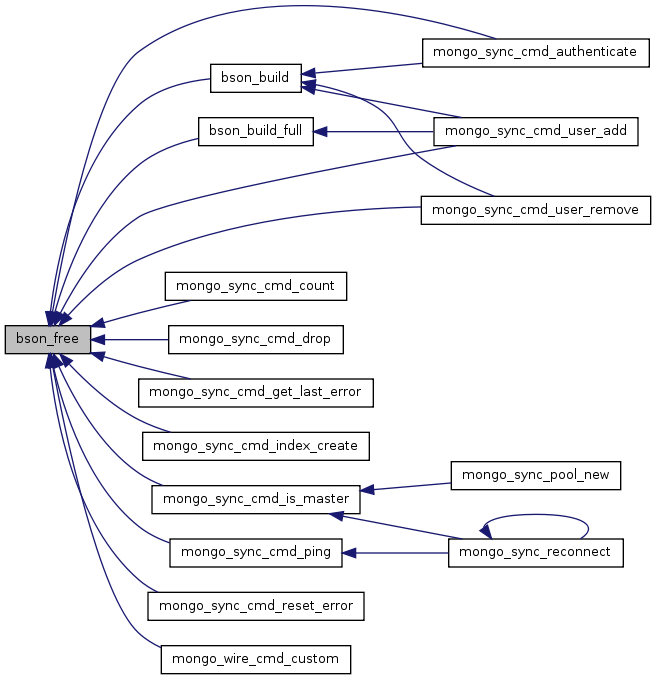 mongo_sync_cmd_authenticate
bson_build
bson_build_full
mongo_sync_cmd_user_add
mongo_sync_cmd_user_remove
mongo_sync_cmd_count
bson_free
mongo_sync_cmd_drop
mongo_sync_cmd_get_last_error
mongo_sync_cmd_index_create
mongo_sync_pool_new
mongo_sync_cmd_is_master
mongo_sync_cmd_ping
mongo_sync_reconnect
mongo_sync_cmd_reset_error
mongo_wire_cmd_custom